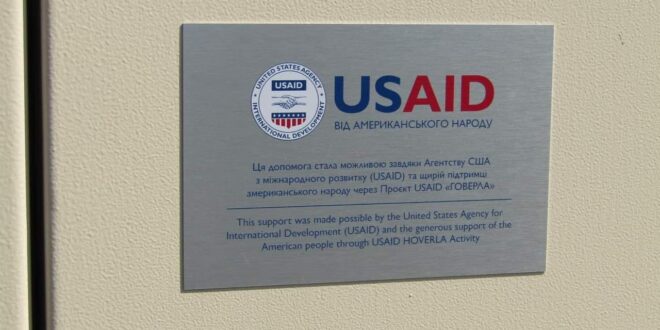 UNITED STATES AGENCY
USAID
INTERNATIONAL DEVELOPMENT
USAID
ВІД АМЕРИКАНСЬКОГО НАРОДУ
Ця допомога стала можливою завдяки Агентству США
з міжнародного розвитку (USAID) та щирій підтримці
американського народу через Проєкт USAID «ГОВЕРЛА»
This support was made possible by the United States Agency for
International Development (USAID) and the generous support of the
American people through USAID HOVERLA Activity